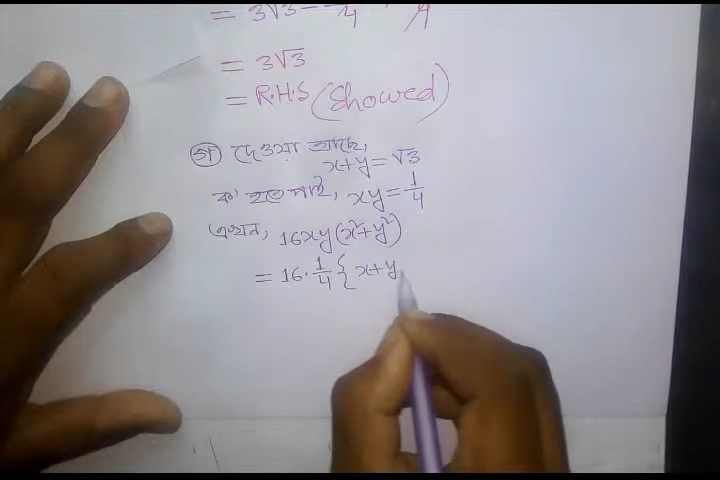 = 3√3
= R.H.S (Showed)
গ দেওয়া আছে,
x+y = √3
ক হতে পাই, xy = 1/4
এখন, 16xy(x²+y²)
= 16·1/4 { x+y